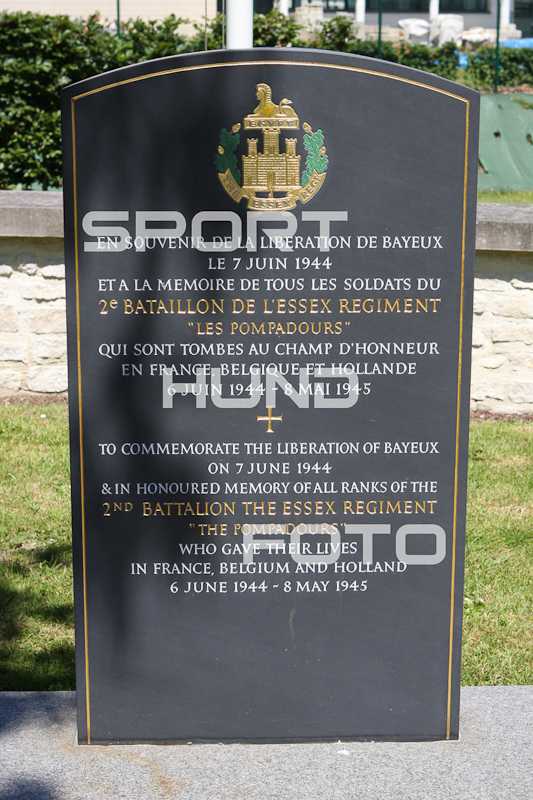 EGYPT
ESSEX REGT
SPORT
EN SOUVENIR DE LA LIBERATION DE BAYEUX
LE 7 JUIN 1944
ET A LA MEMOIRE DE TOUS LES SOLDATS DU
2e BATAILLON DE L'ESSEX REGIMENT
"LES POMPADOURS"
QUI SONT TOMBES AU CHAMP D'HONNEUR
EN FRANCE, BELGIQUE ET HOLLANDE
6 JUIN 1944 - 8 MAI 1945
HUND
TO COMMEMORATE THE LIBERATION OF BAYEUX
ON 7 JUNE 1944
& IN HONOURED MEMORY OF ALL RANKS OF THE
2ND BATTALION THE ESSEX REGIMENT
"THE POMPADOURS"
FOTO
WHO GAVE THEIR LIVES
IN FRANCE, BELGIUM AND HOLLAND
6 JUNE 1944 - 8 MAY 1945